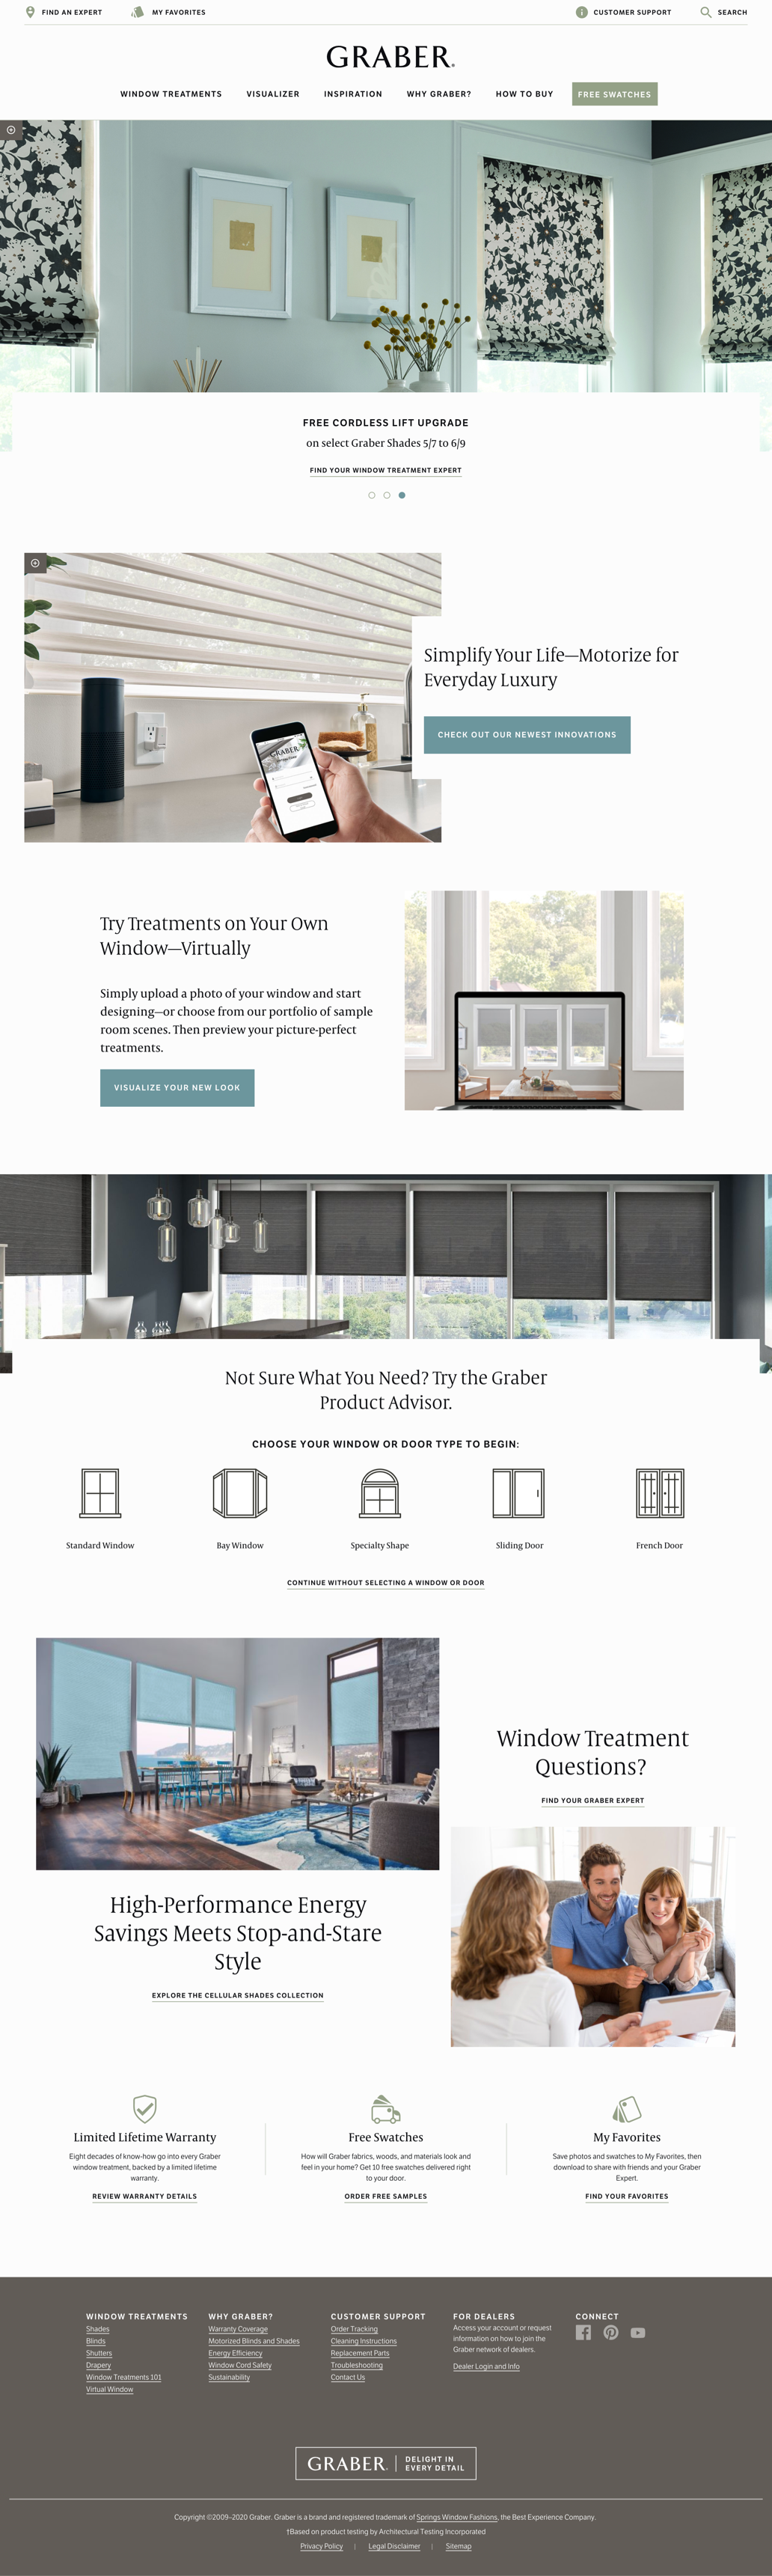 FIND AN EXPERT
MY FAVORITES
CUSTOMER SUPPORT
SEARCH
GRABER®
WINDOW TREATMENTS
VISUALIZER
INSPIRATION
WHY GRABER?
HOW TO BUY
FREE SWATCHES
FREE CORDLESS LIFT UPGRADE
on select Graber Shades 5/7 to 6/9
FIND YOUR WINDOW TREATMENT EXPERT
GRABER
Simplify Your Life—Motorize for
Everyday Luxury
CHECK OUT OUR NEWEST INNOVATIONS
Try Treatments on Your Own
Window—Virtually
Simply upload a photo of your window and start
designing—or choose from our portfolio of sample
room scenes. Then preview your picture-perfect
treatments.
VISUALIZE YOUR NEW LOOK
Not Sure What You Need? Try the Graber
Product Advisor.
CHOOSE YOUR WINDOW OR DOOR TYPE TO BEGIN:
Standard Window
Bay Window
Specialty Shape
Sliding Door
French Door
CONTINUE WITHOUT SELECTING A WINDOW OR DOOR
Window Treatment
Questions?
FIND YOUR GRABER EXPERT
High-Performance Energy
Savings Meets Stop-and-Stare
Style
EXPLORE THE CELLULAR SHADES COLLECTION
Limited Lifetime Warranty
Eight decades of know-how go into every Graber
window treatment, backed by a limited lifetime
warranty.
REVIEW WARRANTY DETAILS
Free Swatches
How will Graber fabrics, woods, and materials look and
feel in your home? Get 10 free swatches delivered right
to your door.
ORDER FREE SAMPLES
My Favorites
Save photos and swatches to My Favorites, then
download to share with friends and your Graber
Expert.
FIND YOUR FAVORITES
WINDOW TREATMENTS
Shades
Blinds
Shutters
Drapery
Window Treatments 101
Virtual Window
WHY GRABER?
Warranty Coverage
Motorized Blinds and Shades
Energy Efficiency
Window Cord Safety
Sustainability
CUSTOMER SUPPORT
Order Tracking
Cleaning Instructions
Replacement Parts
Troubleshooting
Contact Us
FOR DEALERS
Access your account or request
information on how to join the
Graber network of dealers.
Dealer Login and Info
CONNECT
GRABER. | DELIGHT IN
EVERY DETAIL
Copyright ©2009-2020 Graber. Graber is a brand and registered trademark of Springs Window Fashions, the Best Experience Company.
†Based on product testing by Architectural Testing Incorporated
Privacy Policy | Legal Disclaimer | Sitemap